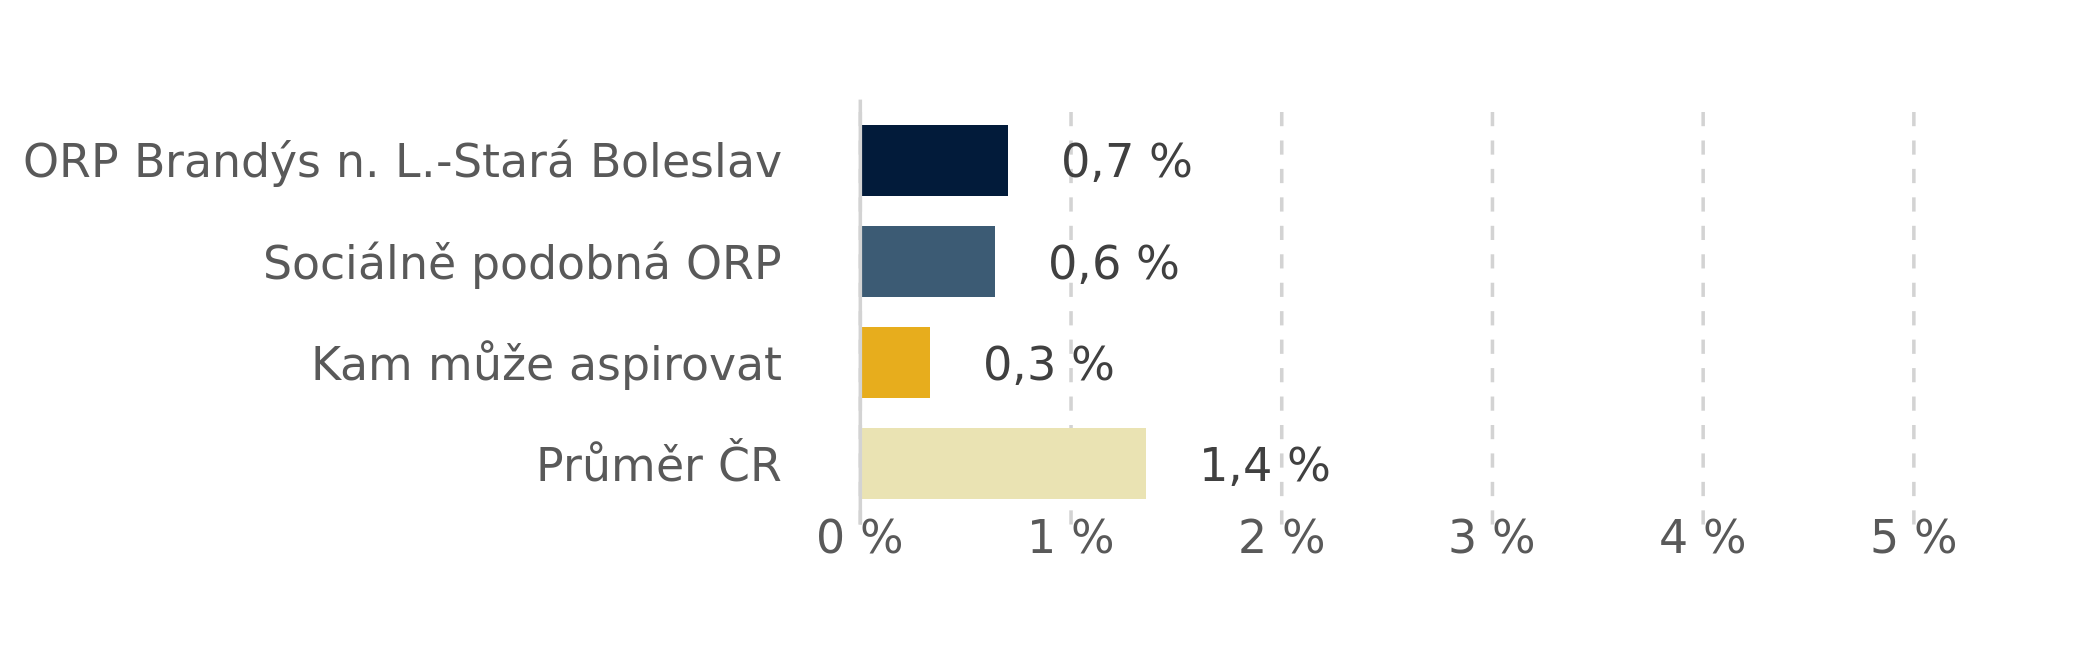 ORP Brandýs n. L.-Stará Boleslav 0,7 %
Sociálně podobná ORP 0,6 %
Kam může aspirovat 0,3 %
Průměr ČR 1,4 %
0 % 1 % 2 % 3 % 4 % 5 %